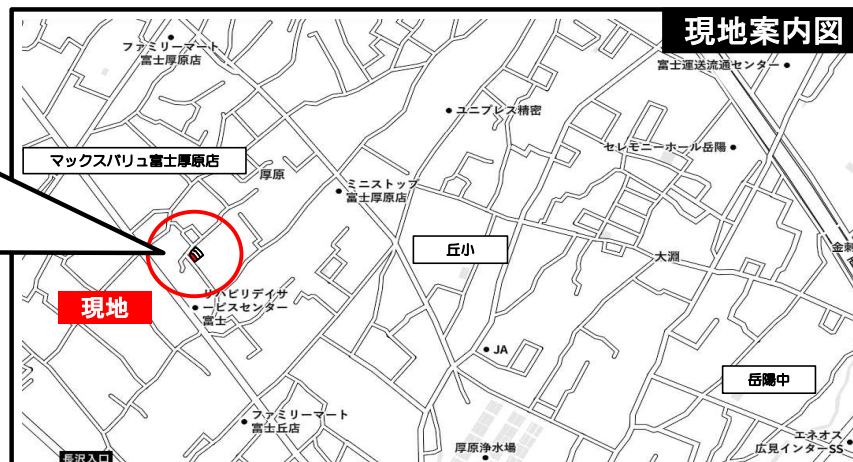 現地案内図
ファミリーマート
富士厚原店
富士運送流通センター
ユニプレス精密
セレモニーホール岳陽
マックスバリュ富士厚原店
厚原
ミニストップ
富士厚原店
丘小
大淵
現地
リハビリデイサ
ービスセンター
富士
JA
岳陽中
ファミリーマート
富士丘店
厚原浄水場
エネオス
広見インターSS
長沢入口